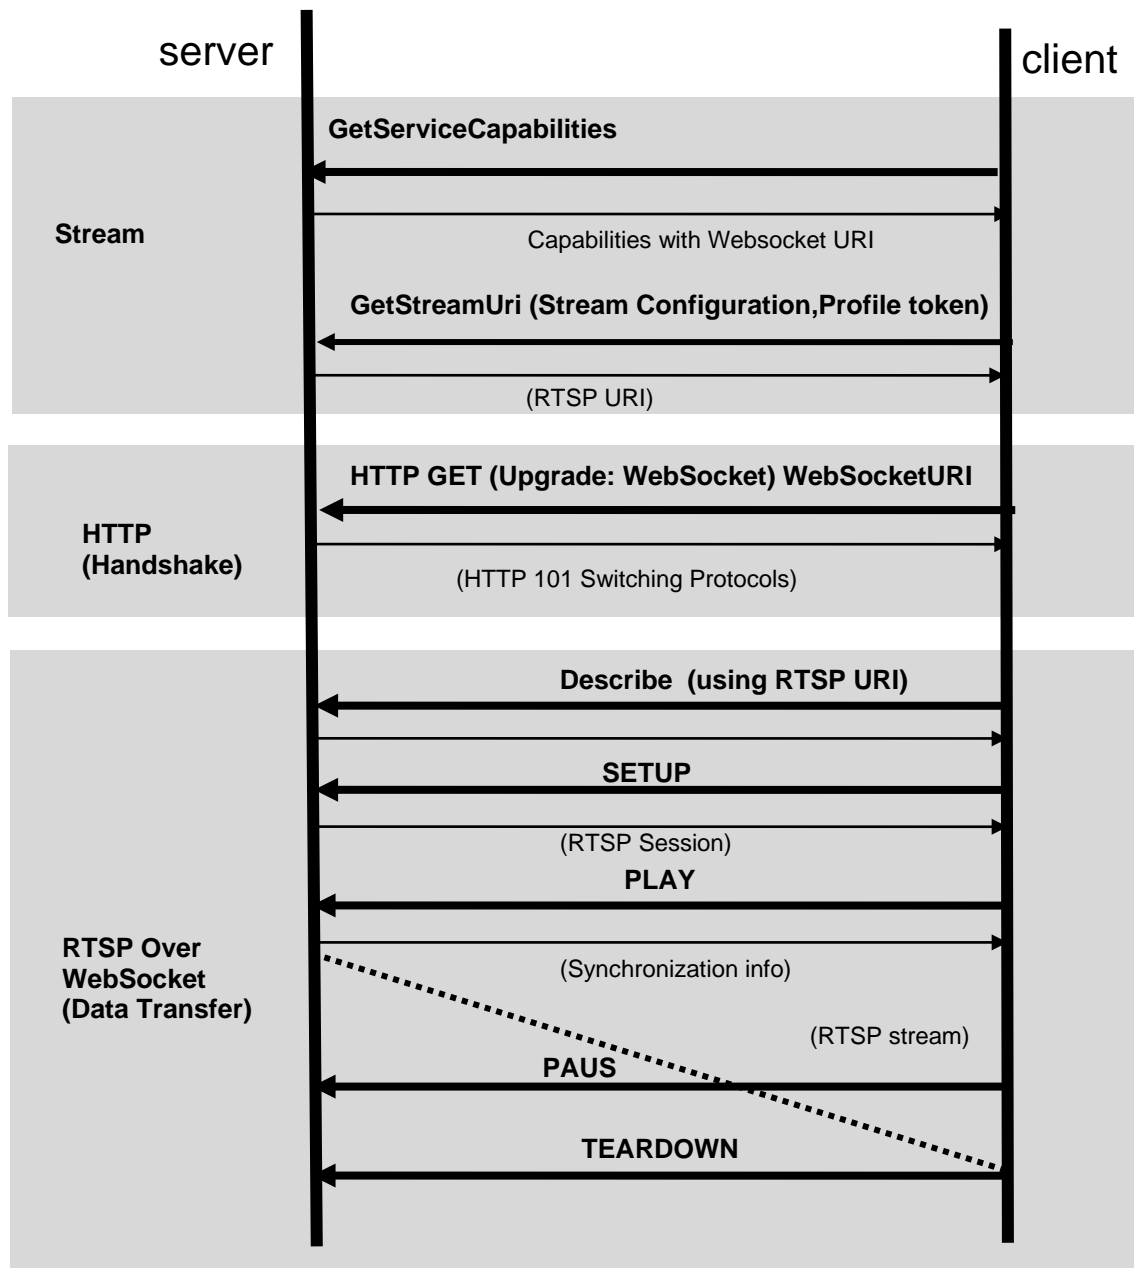 server
client
GetServiceCapabilities
Stream
Capabilities with Websocket URI
GetStreamUri (Stream Configuration,Profile token)
(RTSP URI)
HTTP GET (Upgrade: WebSocket) WebSocketURI
HTTP
(Handshake)
(HTTP 101 Switching Protocols)
Describe (using RTSP URI)
SETUP
(RTSP Session)
PLAY
RTSP Over
WebSocket
(Data Transfer)
(Synchronization info)
(RTSP stream)
PAUS
TEARDOWN